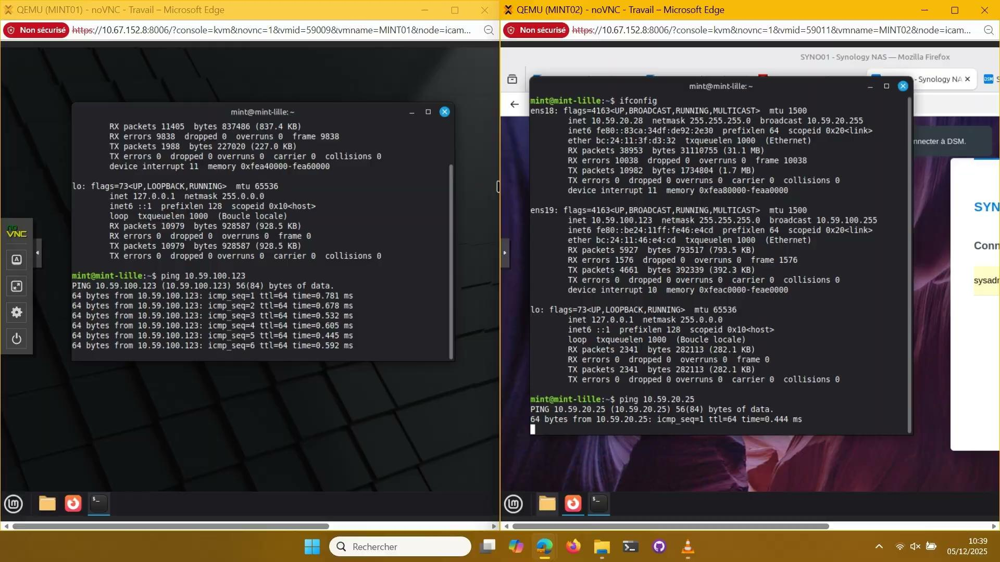 QEMU (MINT01) - noVNC - Travail – Microsoft Edge
Non sécurisé https://10.67.152.8:8006/?console=kvm&novnc=1&vmid=59009&vmname=MINT01&node=icam...
mint@mint-lille: ~
RX packets 11405 bytes 837486 (837.4 KB)
RX errors 9838 dropped 0 overruns 0 frame 9838
TX packets 1988 bytes 227020 (227.0 KB)
TX errors 0 dropped 0 overruns 0 carrier 0 collisions 0
device interrupt 11 memory 0xfea40000-fea60000
lo: flags=73<UP,LOOPBACK,RUNNING> mtu 65536
inet 127.0.0.1 netmask 255.0.0.0
inet6 ::1 prefixlen 128 scopeid 0x10<host>
loop txqueuelen 1000 (Boucle locale)
RX packets 10979 bytes 928587 (928.5 KB)
RX errors 0 dropped 0 overruns 0 frame 0
TX packets 10979 bytes 928587 (928.5 KB)
TX errors 0 dropped 0 overruns 0 carrier 0 collisions 0
mint@mint-lille:~$ ping 10.59.100.123
PING 10.59.100.123 (10.59.100.123) 56(84) bytes of data.
64 bytes from 10.59.100.123: icmp_seq=1 ttl=64 time=0.781 ms
64 bytes from 10.59.100.123: icmp_seq=2 ttl=64 time=0.678 ms
64 bytes from 10.59.100.123: icmp_seq=3 ttl=64 time=0.532 ms
64 bytes from 10.59.100.123: icmp_seq=4 ttl=64 time=0.605 ms
64 bytes from 10.59.100.123: icmp_seq=5 ttl=64 time=0.445 ms
64 bytes from 10.59.100.123: icmp_seq=6 ttl=64 time=0.592 ms
no
VNC
A
QEMU (MINT02) - noVNC - Travail – Microsoft Edge
Non sécurisé https://10.67.152.8:8006/?console=kvm&novnc=1&vmid=59011&vmname=MINT02&node=icam...
SYNO01 - Synology NAS — Mozilla Firefox
- Synology NA
DSM S
mint@mint-lille: ~
mint@mint-lille:~$ ifconfig
ens18: flags=4163<UP,BROADCAST,RUNNING,MULTICAST> mtu 1500
inet 10.59.20.28 netmask 255.255.255.0 broadcast 10.59.20.255
inet6 fe80::83ca:34df:de92:2e30 prefixlen 64 scopeid 0x20<link>
ether bc:24:11:3f:d3:32 txqueuelen 1000 (Ethernet)
RX packets 38953 bytes 31110755 (31.1 MB)
RX errors 10038 dropped 0 overruns 0 frame 10038
TX packets 10982 bytes 1734804 (1.7 MB)
TX errors 0 dropped 0 overruns 0 carrier 0 collisions 0
device interrupt 11 memory 0xfea80000-feaa0000
ens19: flags=4163<UP,BROADCAST,RUNNING,MULTICAST> mtu 1500
inet 10.59.100.123 netmask 255.255.255.0 broadcast 10.59.100.255
inet6 fe80::be24:11ff:fe46:e4cd prefixlen 64 scopeid 0x20<link>
ether bc:24:11:46:e4:cd txqueuelen 1000 (Ethernet)
RX packets 5927 bytes 793517 (793.5 KB)
RX errors 1576 dropped 0 overruns 0 frame 1576
TX packets 4661 bytes 392339 (392.3 KB)
TX errors 0 dropped 0 overruns 0 carrier 0 collisions 0
device interrupt 10 memory 0xfeac0000-feae0000
lo: flags=73<UP,LOOPBACK,RUNNING> mtu 65536
inet 127.0.0.1 netmask 255.0.0.0
inet6 ::1 prefixlen 128 scopeid 0x10<host>
loop txqueuelen 1000 (Boucle locale)
RX packets 2341 bytes 282113 (282.1 KB)
RX errors 0 dropped 0 overruns 0 frame 0
TX packets 2341 bytes 282113 (282.1 KB)
TX errors 0 dropped 0 overruns 0 carrier 0 collisions 0
mint@mint-lille:~$ ping 10.59.20.25
PING 10.59.20.25 (10.59.20.25) 56(84) bytes of data.
64 bytes from 10.59.20.25: icmp_seq=1 ttl=64 time=0.444 ms
nnecter à DSM.
SYN
Conn
sysadr
Rechercher
10:39
05/12/2025